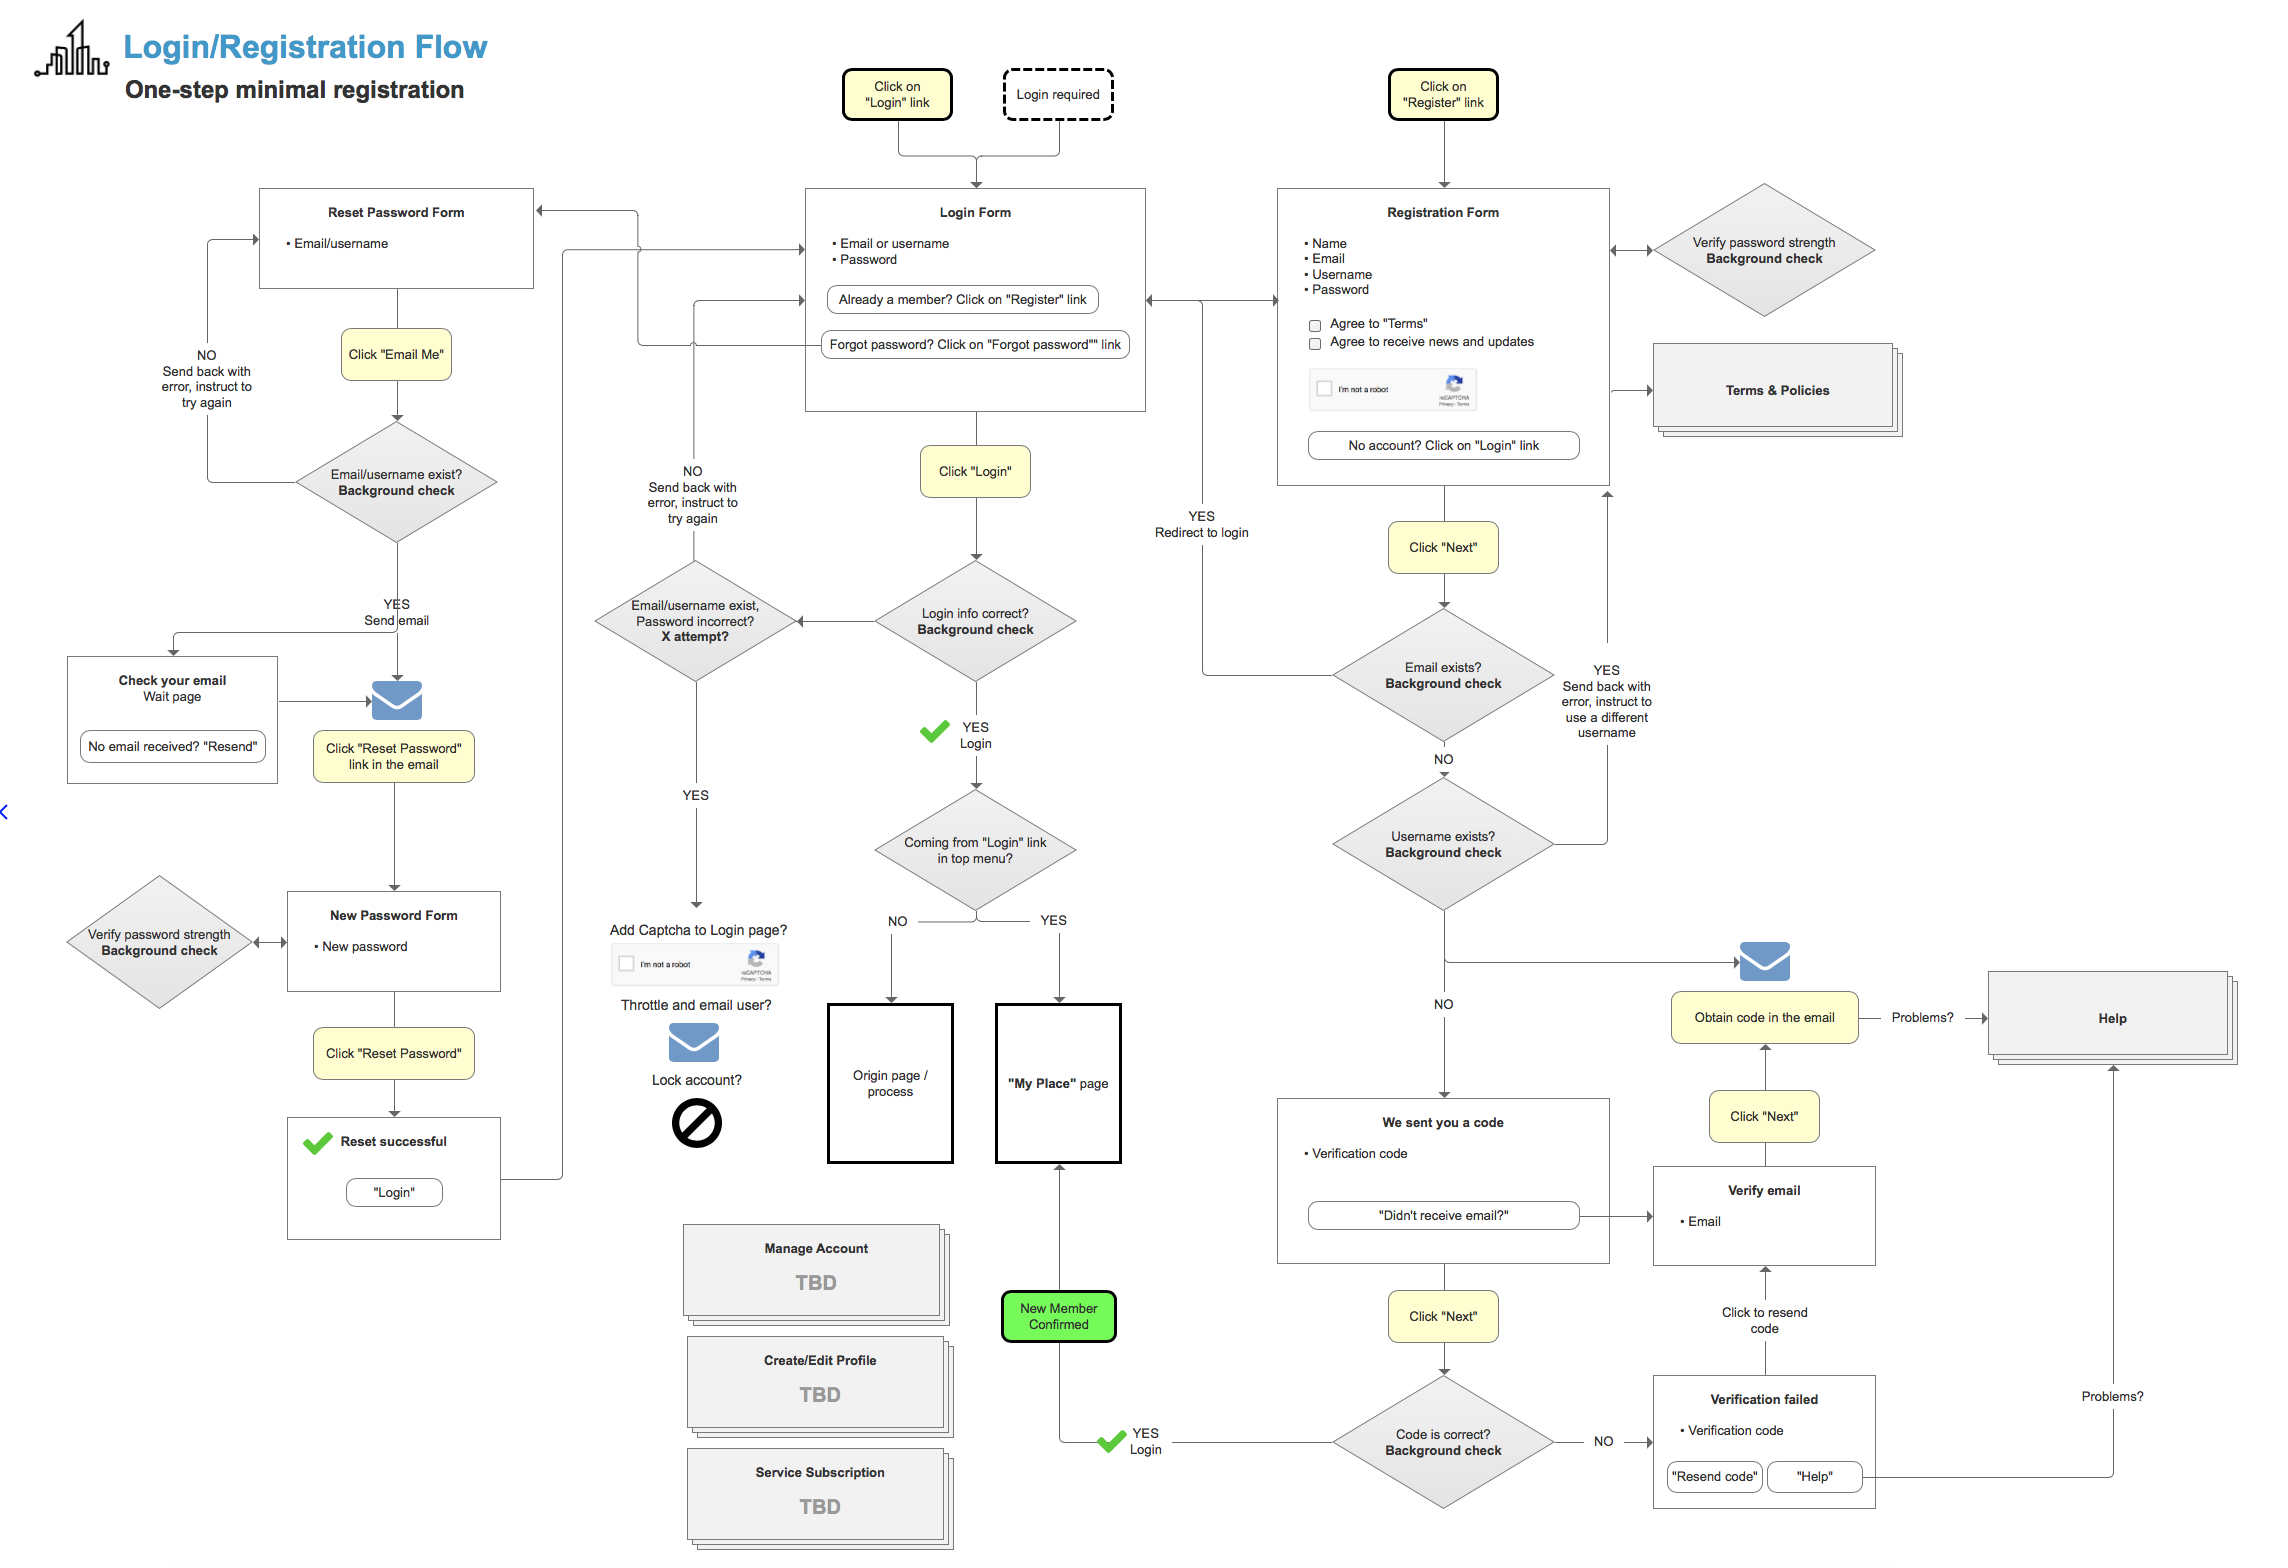 Login/Registration Flow
One-step minimal registration
Click on
"Login" link
Login required
Click on
"Register" link
Reset Password Form
• Email/username
Click "Email Me"
NO
Send back with
error, instruct to
try again
Email/username exist?
Background check
YES
Send email
Check your email
Wait page
No email received? "Resend"
Click "Reset Password"
link in the email
Verify password strength
Background check
New Password Form
• New password
Click "Reset Password"
Reset successful
"Login"
Login Form
• Email or username
• Password
Already a member? Click on "Register" link
Forgot password? Click on "Forgot password"" link
Click "Login"
NO
Send back with
error, instruct to
try again
Email/username exist,
Password incorrect?
X attempt?
Login info correct?
Background check
YES
Login
YES
Coming from "Login" link
in top menu?
NO
YES
Add Captcha to Login page?
I'm not a robot
reCAPTCHA
Privacy - Terms
Throttle and email user?
Lock account?
Origin page /
process
"My Place" page
Manage Account
TBD
Create/Edit Profile
TBD
Service Subscription
TBD
New Member
Confirmed
YES
Login
Registration Form
• Name
• Email
• Username
• Password
Agree to "Terms"
Agree to receive news and updates
I'm not a robot
reCAPTCHA
Privacy - Terms
No account? Click on "Login" link
Verify password strength
Background check
Terms & Policies
YES
Redirect to login
Click "Next"
Email exists?
Background check
YES
Send back with
error, instruct to
use a different
username
NO
Username exists?
Background check
NO
Obtain code in the email
Problems?
Help
Click "Next"
We sent you a code
• Verification code
"Didn't receive email?"
Verify email
• Email
Click "Next"
Click to resend
code
Code is correct?
Background check
NO
Verification failed
• Verification code
"Resend code"
"Help"
Problems?